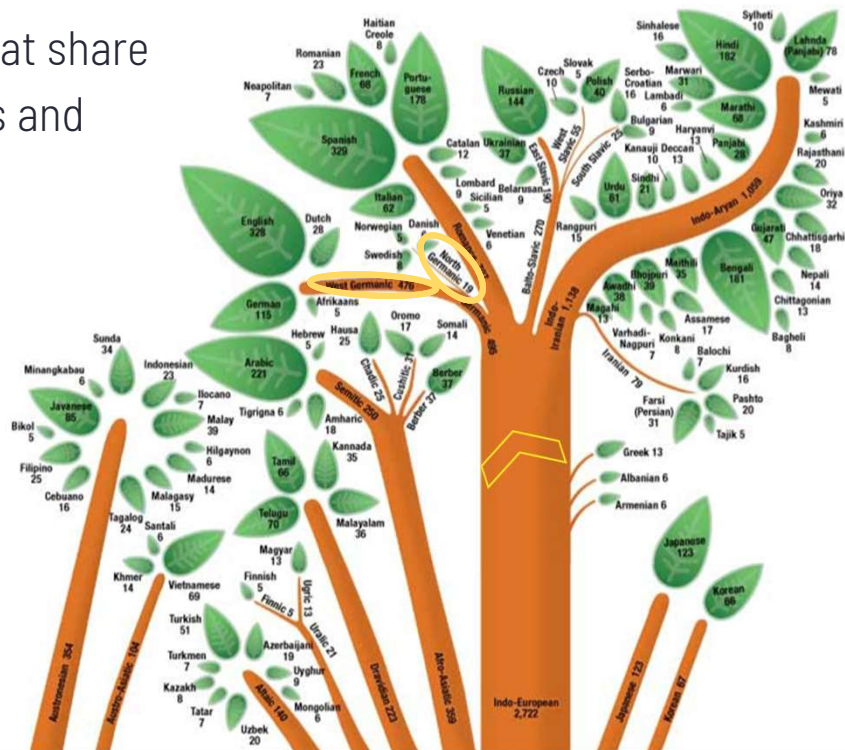 at share
s and
Haitian
Creole
8
Romanian
23
French
68
Portu-
guese
178
Neapolitan
7
Spanish
329
Catalan
12
Italian
62
Lombard
9
Sicilian
5
Venetian
6
English
328
Dutch
28
Norwegian
5
Danish
Swedish
8
North
Germanic 19
West Germanic 476
German
115
Afrikaans
5
Russian
144
Czech
10
Slovak
5
Polish
40
Ukrainian
37
Belarusan
9
East Slavic 190
West
Slavic 55
South Slavic 25
Serbo-
Croatian
16
Bulgarian
9
Balto-Slavic 270
Sinhalese
16
Hindi
182
Sylheti
10
Lahnda
(Panjabi) 78
Marwari
31
Lambadi
6
Marathi
68
Mewati
5
Kashmiri
6
Haryanvi
13
Panjabi
28
Kanauji
10
Deccan
13
Rajasthani
20
Urdu
61
Sindhi
21
Oriya
32
Rangpuri
15
Indo-Aryan 1,059
Gujarati
47
Chhattisgarhi
18
Bengali
181
Nepali
14
Maithili
35
Bhojpuri
39
Awadhi
38
Magahi
13
Chittagonian
13
Assamese
17
Bagheli
8
Konkani
8
Varhadi-
Nagpuri
7
Indo-
Iranian 1,138
Iranian 79
Balochi
7
Kurdish
16
Pashto
20
Farsi
(Persian)
31
Tajik 5
Greek 13
Albanian 6
Armenian 6
Indo-European
2,722
Hebrew
5
Hausa
25
Oromo
17
Somali
14
Arabic
221
Chadic 25
Cushitic 31
Berber
37
Berber 37
Semitic 250
Tigrigna 6
Amharic
18
Afro-Asiatic 359
Sunda
34
Minangkabau
6
Indonesian
23
Javanese
85
Ilocano
7
Malay
39
Bikol
5
Hilgaynon
6
Filipino
25
Madurese
14
Cebuano
16
Malagasy
15
Tagalog
24
Austronesian 354
Santali
6
Khmer
14
Vietnamese
69
Austro-Asiatic 104
Tamil
66
Kannada
35
Telugu
70
Malayalam
36
Dravidian 223
Magyar
13
Finnish
5
Finnic 5
Ugric 13
Uralic 21
Turkish
51
Azerbaijani
19
Turkmen
7
Uyghur
9
Kazakh
8
Mongolian
6
Tatar
7
Uzbek
20
Altaic 140
Japanese
123
Japanese 123
Korean
66
Korean 67